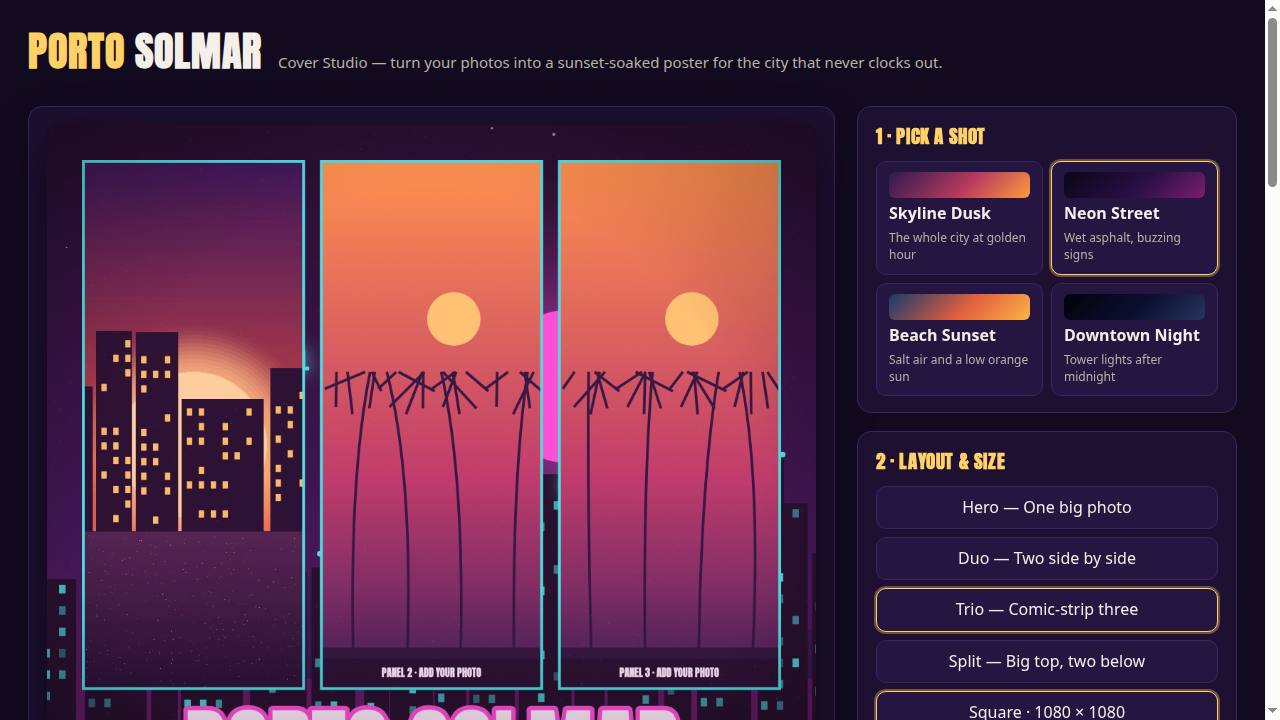 PORTO SOLMAR
Cover Studio — turn your photos into a sunset-soaked poster for the city that never clocks out.
PANEL 2 · ADD YOUR PHOTO
PANEL 3 · ADD YOUR PHOTO
PORTO SOLMAR
1 · PICK A SHOT
Skyline Dusk
The whole city at golden
hour
Neon Street
Wet asphalt, buzzing
signs
Beach Sunset
Salt air and a low orange
sun
Downtown Night
Tower lights after
midnight
2 · LAYOUT & SIZE
Hero — One big photo
Duo — Two side by side
Trio — Comic-strip three
Split — Big top, two below
Square · 1080 × 1080